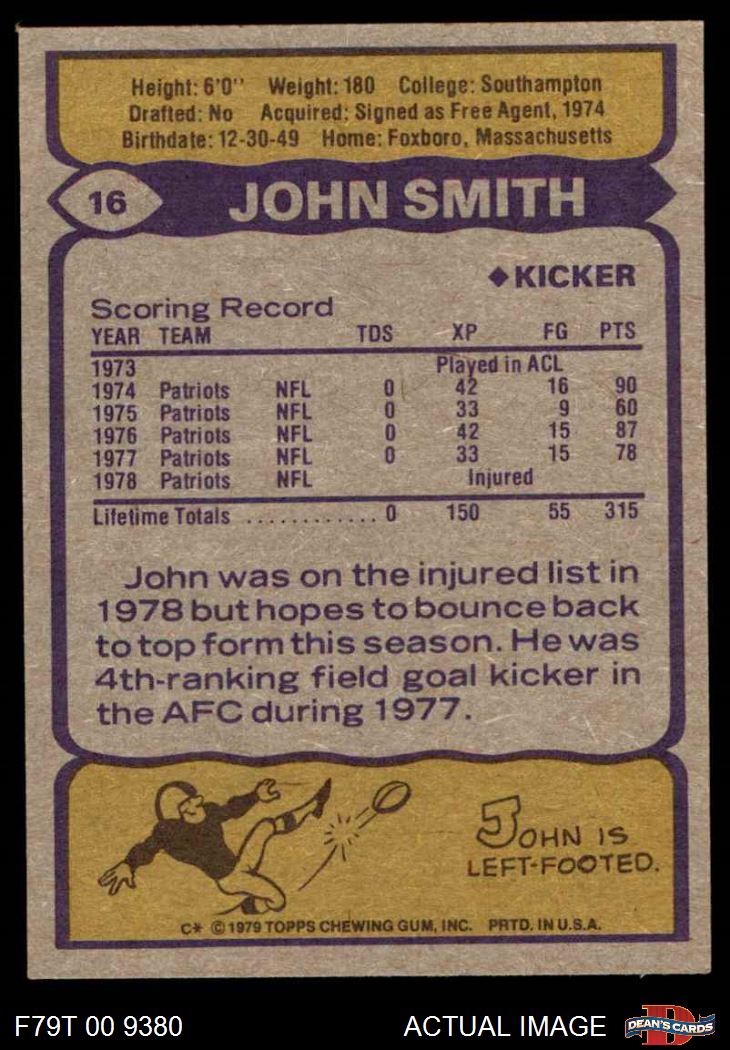 Height: 6'0" Weight: 180 College: Southampton
Drafted: No Acquired: Signed as Free Agent, 1974
Birthdate: 12-30-49 Home: Foxboro, Massachusetts
16 JOHN SMITH
◆KICKER
Scoring Record
YEAR TEAM TDS XP FG PTS
1973 Played in ACL
1974 Patriots NFL 0 42 16 90
1975 Patriots NFL 0 33 9 60
1976 Patriots NFL 0 42 15 87
1977 Patriots NFL 0 33 15 78
1978 Patriots NFL Injured
Lifetime Totals ............ 0 150 55 315
John was on the injured list in
1978 but hopes to bounce back
to top form this season. He was
4th-ranking field goal kicker in
the AFC during 1977.
JOHN IS
LEFT-FOOTED.
C* © 1979 TOPPS CHEWING GUM, INC. PRTD. IN U.S.A.
F79T 00 9380 ACTUAL IMAGE D DEAN'S CARDS